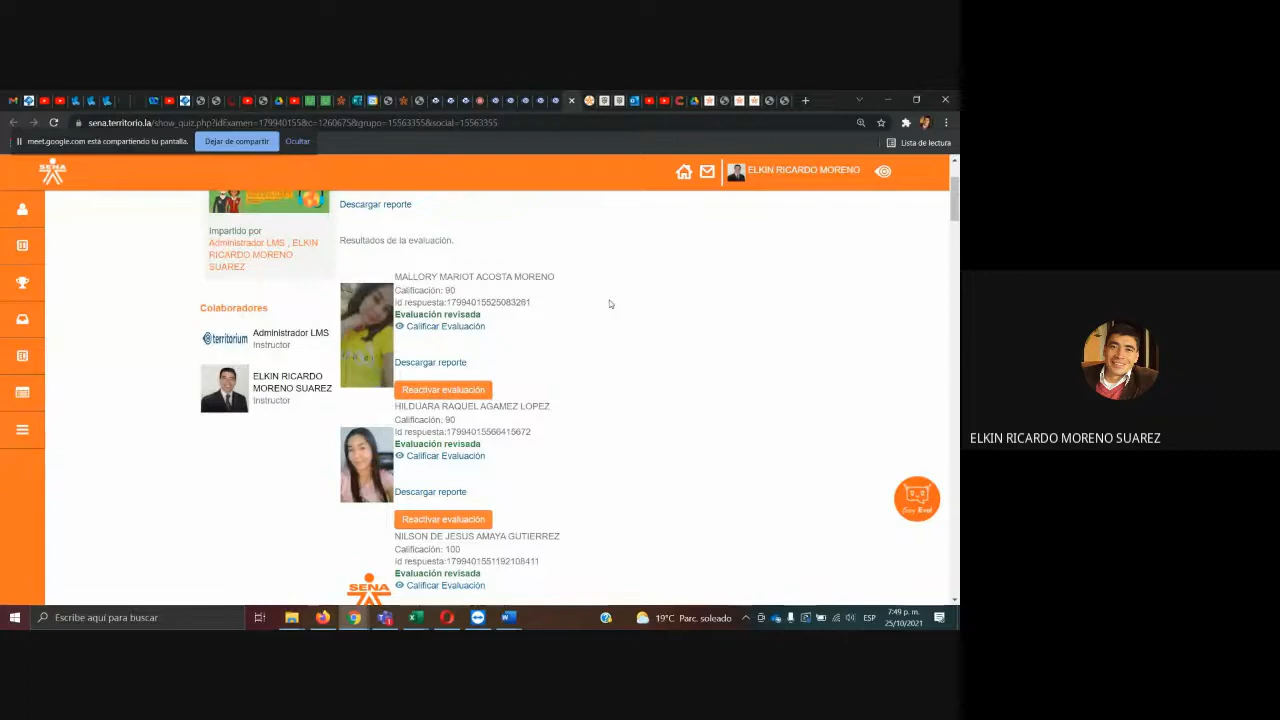 sena.territorio.la/show_quiz.php?idExamen=179940155&c=1260675&grupo=15563355&social=15563355
meet.google.com está compartiendo tu pantalla.
Dejar de compartir
Ocultar
Lista de lectura
SENA
ELKIN RICARDO MORENO
Impartido por
Administrador LMS , ELKIN
RICARDO MORENO
SUAREZ
Colaboradores
territorium
Administrador LMS
Instructor
ELKIN RICARDO
MORENO SUAREZ
Instructor
Descargar reporte
Resultados de la evaluación.
MALLORY MARIOT ACOSTA MORENO
Calificación: 90
Id respuesta:17994015525083281
Evaluación revisada
Calificar Evaluación
Descargar reporte
Reactivar evaluación
HILDUARA RAQUEL AGAMEZ LOPEZ
Calificación: 90
Id respuesta:17994015566415672
Evaluación revisada
Calificar Evaluación
Descargar reporte
Reactivar evaluación
NILSON DE JESUS AMAYA GUTIERREZ
Calificación: 100
Id respuesta:1799401551192108411
Evaluación revisada
Calificar Evaluación
SENA
ELKIN RICARDO MORENO SUAREZ
Escribe aquí para buscar
19°C Parc. soleado
ESP
7:49 p. m.
25/10/2021